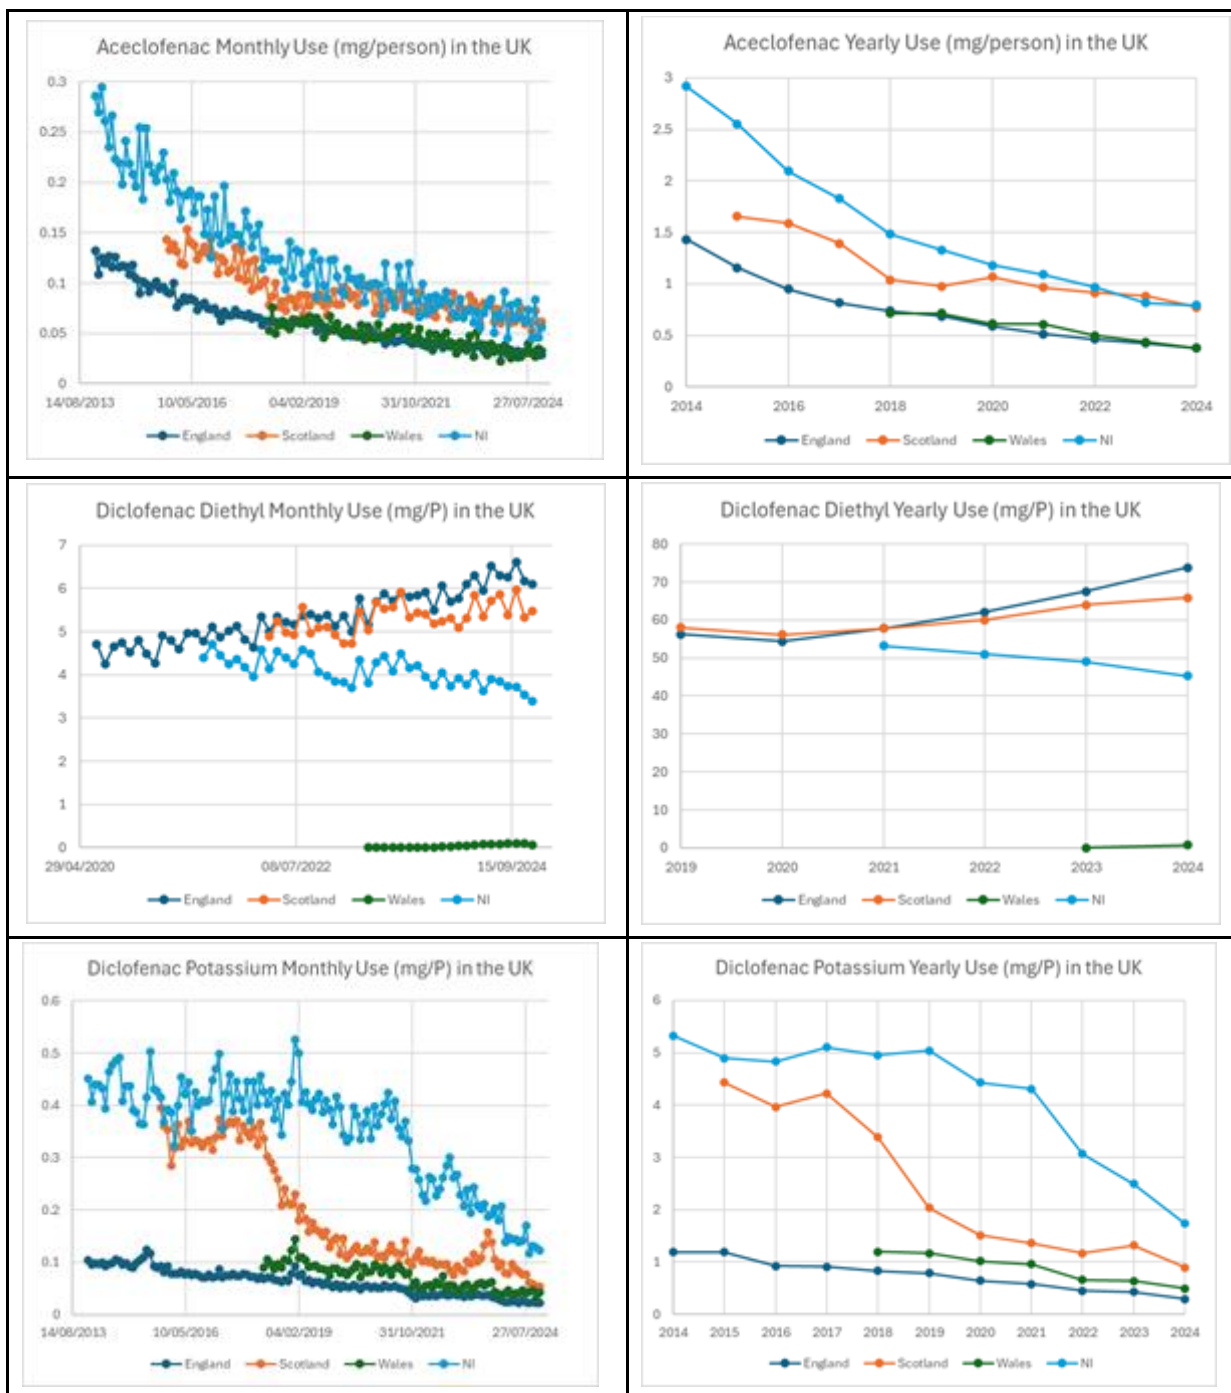 Aceclofenac Monthly Use (mg/person) in the UK
0.3
0.25
0.2
0.15
0.1
0.05
0
14/08/2013 10/05/2016 04/02/2019 31/10/2021 27/07/2024
England Scotland Wales NI
Aceclofenac Yearly Use (mg/person) in the UK
3
2.5
2
1.5
1
0.5
0
2014 2016 2018 2020 2022 2024
England Scotland Wales NI
Diclofenac Diethyl Monthly Use (mg/P) in the UK
7
6
5
4
3
2
1
0
29/04/2020 08/07/2022 15/09/2024
England Scotland Wales NI
Diclofenac Diethyl Yearly Use (mg/P) in the UK
80
70
60
50
40
30
20
10
0
2019 2020 2021 2022 2023 2024
England Scotland Wales NI
Diclofenac Potassium Monthly Use (mg/P) in the UK
0.6
0.5
0.4
0.3
0.2
0.1
0
14/08/2013 10/05/2016 04/02/2019 31/10/2021 27/07/2024
England Scotland Wales NI
Diclofenac Potassium Yearly Use (mg/P) in the UK
6
5
4
3
2
1
0
2014 2015 2016 2017 2018 2019 2020 2021 2022 2023 2024
England Scotland Wales NI